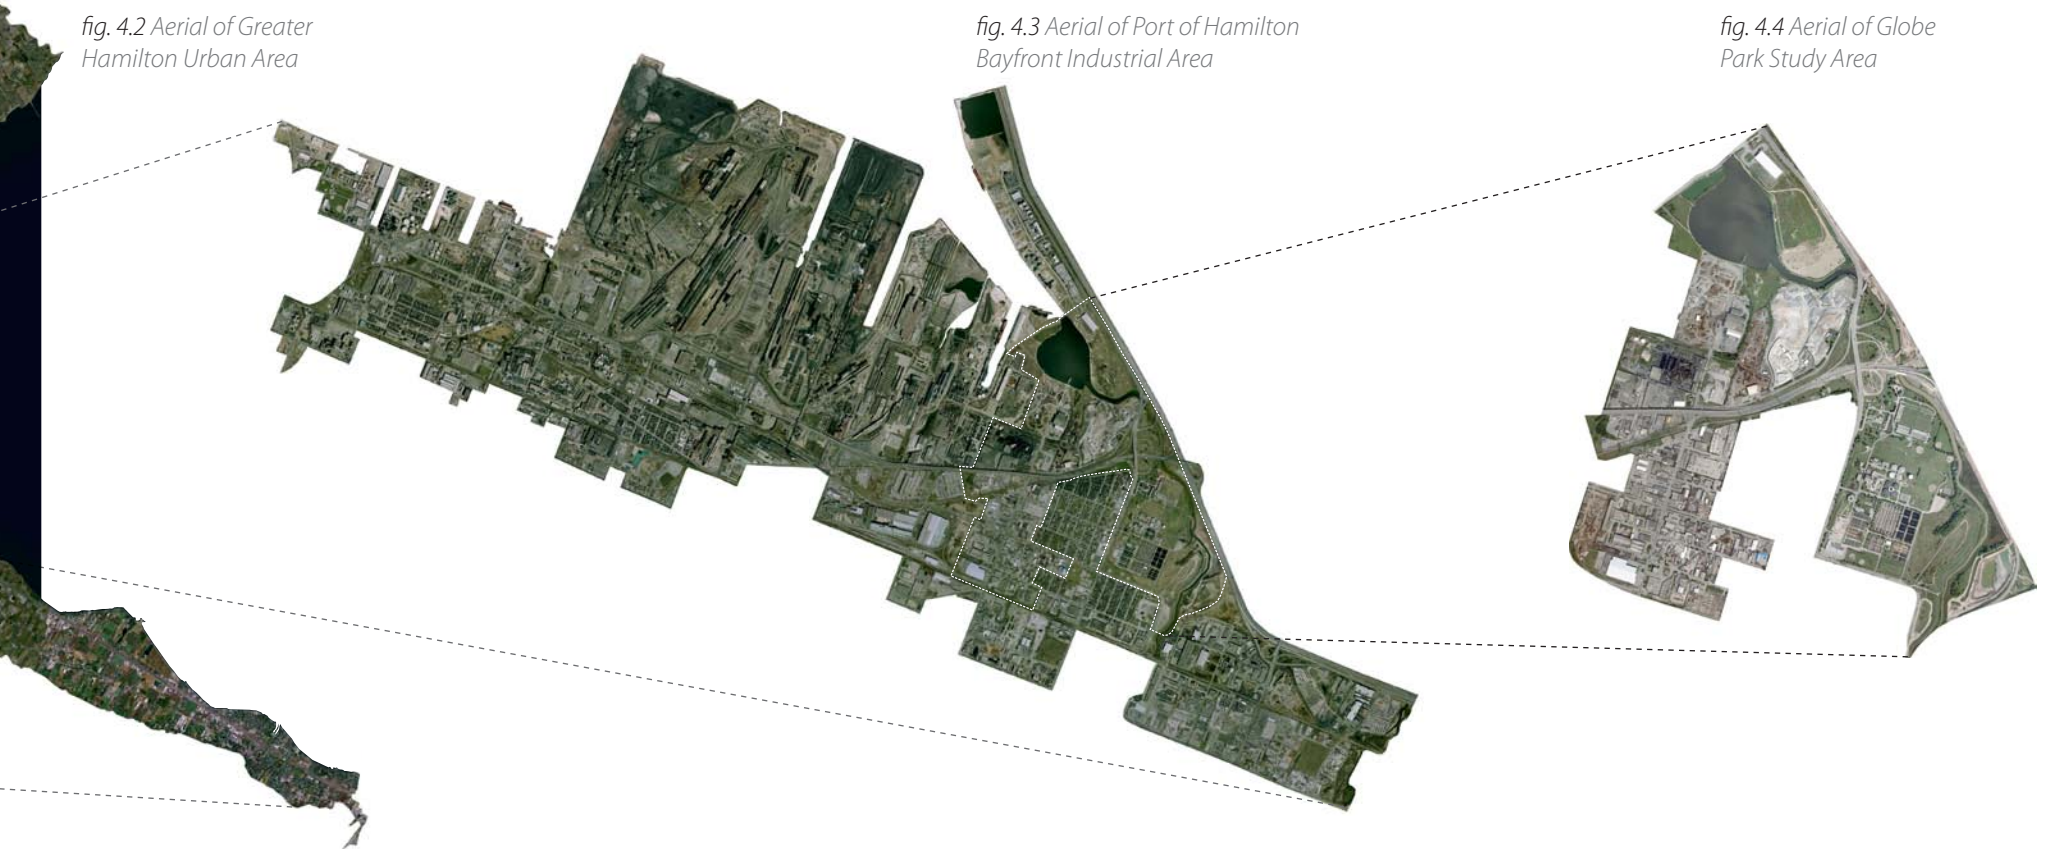 fig. 4.2 Aerial of Greater
Hamilton Urban Area
fig. 4.3 Aerial of Port of Hamilton
Bayfront Industrial Area
fig. 4.4 Aerial of Globe
Park Study Area